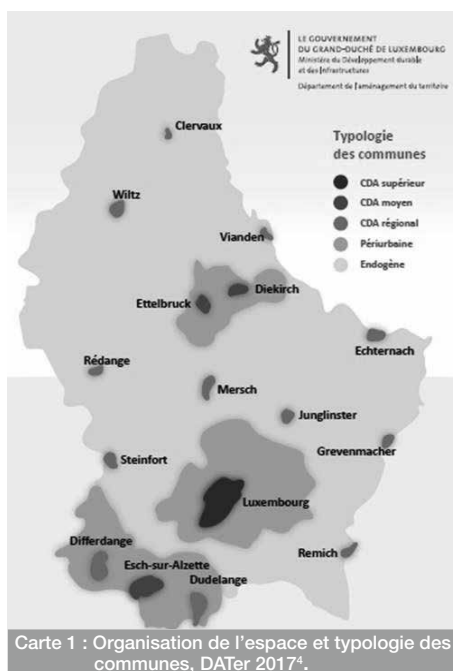 LE GOUVERNEMENT
DU GRAND-DUCHÉ DE LUXEMBOURG
Ministère du Développement durable
et des Infrastructures
Département de l'aménagement du territoire
Typologie
des communes
CDA supérieur
CDA moyen
CDA régional
Périurbaine
Endogène
Clervaux
Wiltz
Vianden
Diekirch
Ettelbruck
Echternach
Rédange
Mersch
Junglinster
Grevenmacher
Steinfort
Luxembourg
Differdange
Esch-sur-Alzette
Remich
Dudelange
Carte 1 : Organisation de l'espace et typologie des
communes, DATer 2017⁴.